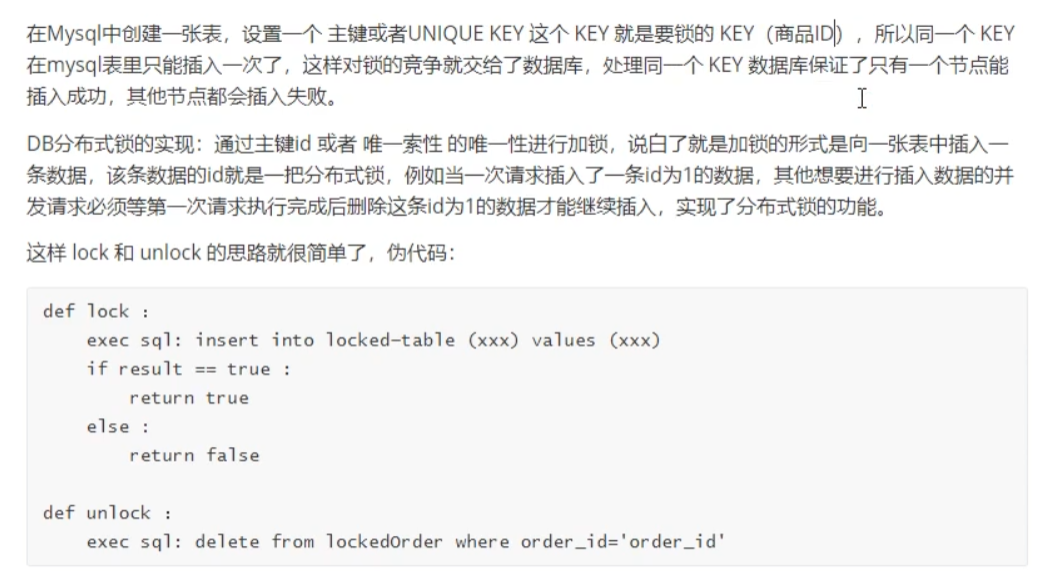 在Mysql中创建一张表，设置一个 主键或者UNIQUE KEY 这个 KEY 就是要锁的 KEY（商品ID），所以同一个 KEY
在mysql表里只能插入一次了，这样对锁的竞争就交给了数据库，处理同一个 KEY 数据库保证了只有一个节点能
插入成功，其他节点都会插入失败。
DB分布式锁的实现：通过主键id 或者 唯一索性 的唯一性进行加锁，说白了就是加锁的形式是向一张表中插入一
条数据，该条数据的id就是一把分布式锁，例如当一次请求插入了一条id为1的数据，其他想要进行插入数据的并
发请求必须等第一次请求执行完成后删除这条id为1的数据才能继续插入，实现了分布式锁的功能。
这样 lock 和 unlock 的思路就很简单了，伪代码：
def lock :
    exec sql: insert into locked-table (xxx) values (xxx)
    if result == true :
        return true
    else :
        return false
def unlock :
    exec sql: delete from lockedOrder where order_id='order_id'